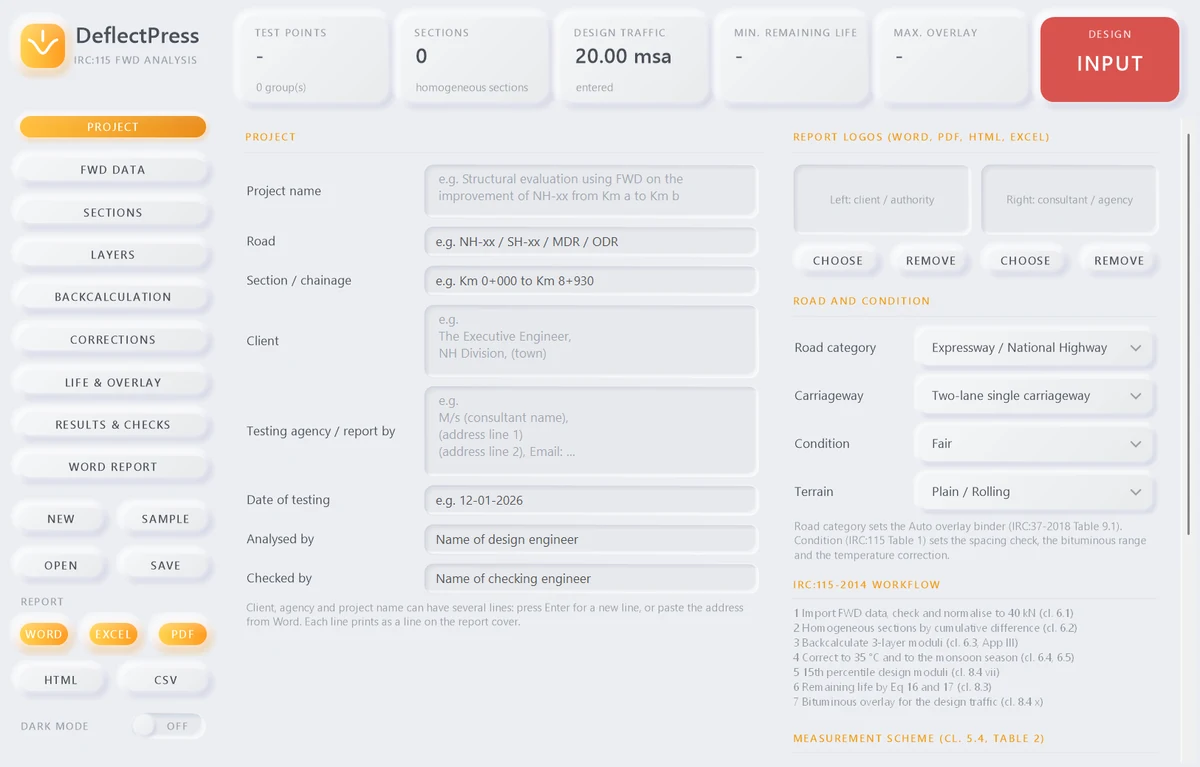 DeflectPress
IRC:115 FWD ANALYSIS
TEST POINTS
-
0 group(s)
SECTIONS
0
homogeneous sections
DESIGN TRAFFIC
20.00 msa
entered
MIN. REMAINING LIFE
-
MAX. OVERLAY
-
DESIGN
INPUT
PROJECT
FWD DATA
SECTIONS
LAYERS
BACKCALCULATION
CORRECTIONS
LIFE & OVERLAY
RESULTS & CHECKS
WORD REPORT
NEW
SAMPLE
OPEN
SAVE
REPORT
WORD
EXCEL
PDF
HTML
CSV
DARK MODE
OFF
PROJECT
Project name
e.g. Structural evaluation using FWD on the
improvement of NH-xx from Km a to Km b
Road
e.g. NH-xx / SH-xx / MDR / ODR
Section / chainage
e.g. Km 0+000 to Km 8+930
Client
e.g.
The Executive Engineer,
NH Division, (town)
Testing agency / report by
e.g.
M/s (consultant name),
(address line 1)
(address line 2), Email: ...
Date of testing
e.g. 12-01-2026
Analysed by
Name of design engineer
Checked by
Name of checking engineer
Client, agency and project name can have several lines: press Enter for a new line, or paste the address
from Word. Each line prints as a line on the report cover.
REPORT LOGOS (WORD, PDF, HTML, EXCEL)
Left: client / authority
Right: consultant / agency
CHOOSE
REMOVE
CHOOSE
REMOVE
ROAD AND CONDITION
Road category
Expressway / National Highway
Carriageway
Two-lane single carriageway
Condition
Fair
Terrain
Plain / Rolling
Road category sets the Auto overlay binder (IRC:37-2018 Table 9.1).
Condition (IRC:115 Table 1) sets the spacing check, the bituminous range
and the temperature correction.
IRC:115-2014 WORKFLOW
1 Import FWD data, check and normalise to 40 kN (cl. 6.1)
2 Homogeneous sections by cumulative difference (cl. 6.2)
3 Backcalculate 3-layer moduli (cl. 6.3, App III)
4 Correct to 35 °C and to the monsoon season (cl. 6.4, 6.5)
5 15th percentile design moduli (cl. 8.4 vii)
6 Remaining life by Eq 16 and 17 (cl. 8.3)
7 Bituminous overlay for the design traffic (cl. 8.4 x)
MEASUREMENT SCHEME (CL. 5.4, TABLE 2)